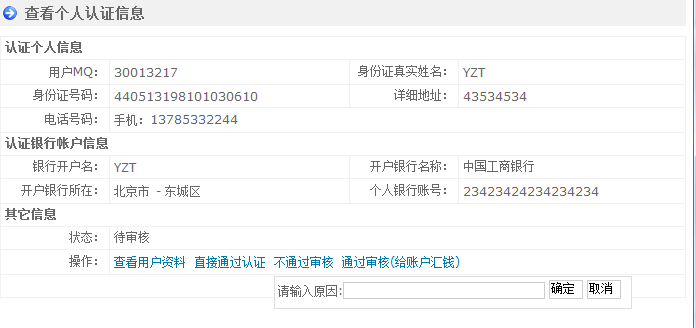 查看个人认证信息
认证个人信息
用户MQ： 30013217 身份证真实姓名： YZT
身份证号码： 440513198101030610 详细地址： 43534534
电话号码： 手机：13785332244
认证银行帐户信息
银行开户名： YZT 开户银行名称： 中国工商银行
开户银行所在： 北京市 - 东城区 个人银行账号： 23423424234234234
其它信息
状态： 待审核
操作： 查看用户资料 直接通过认证 不通过审核 通过审核(给账户汇钱)
请输入原因: 确定 取消